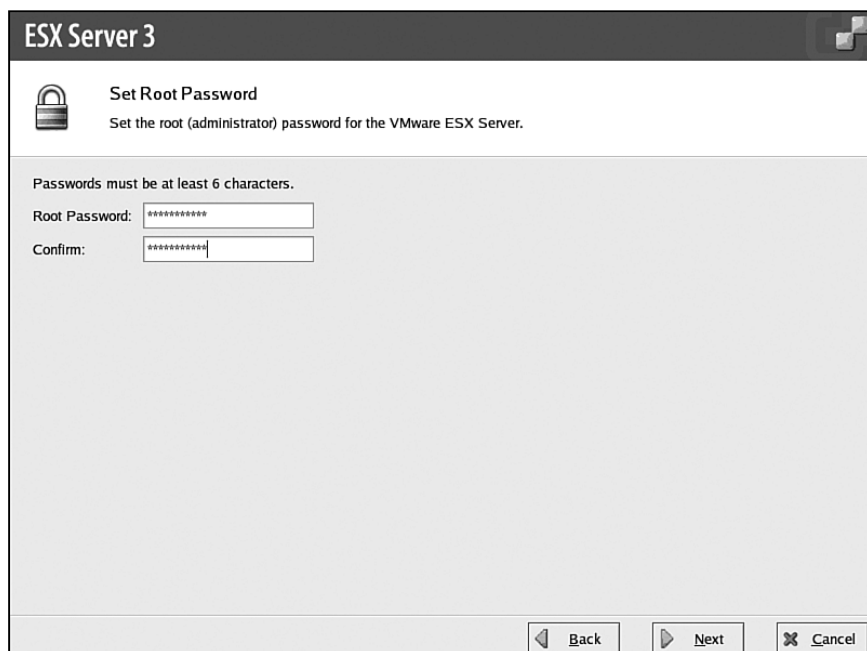 ESX Server 3
Set Root Password
Set the root (administrator) password for the VMware ESX Server.
Passwords must be at least 6 characters.
Root Password: ***********
Confirm: ***********
Back Next Cancel